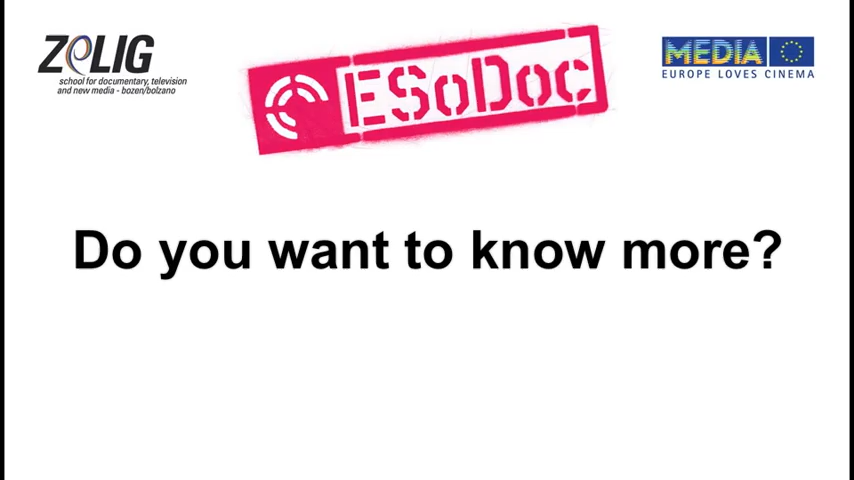 ZeLIG
school for documentary, television
and new media - bozen/bolzano
ESoDoc
MEDIA
EUROPE LOVES CINEMA
Do you want to know more?